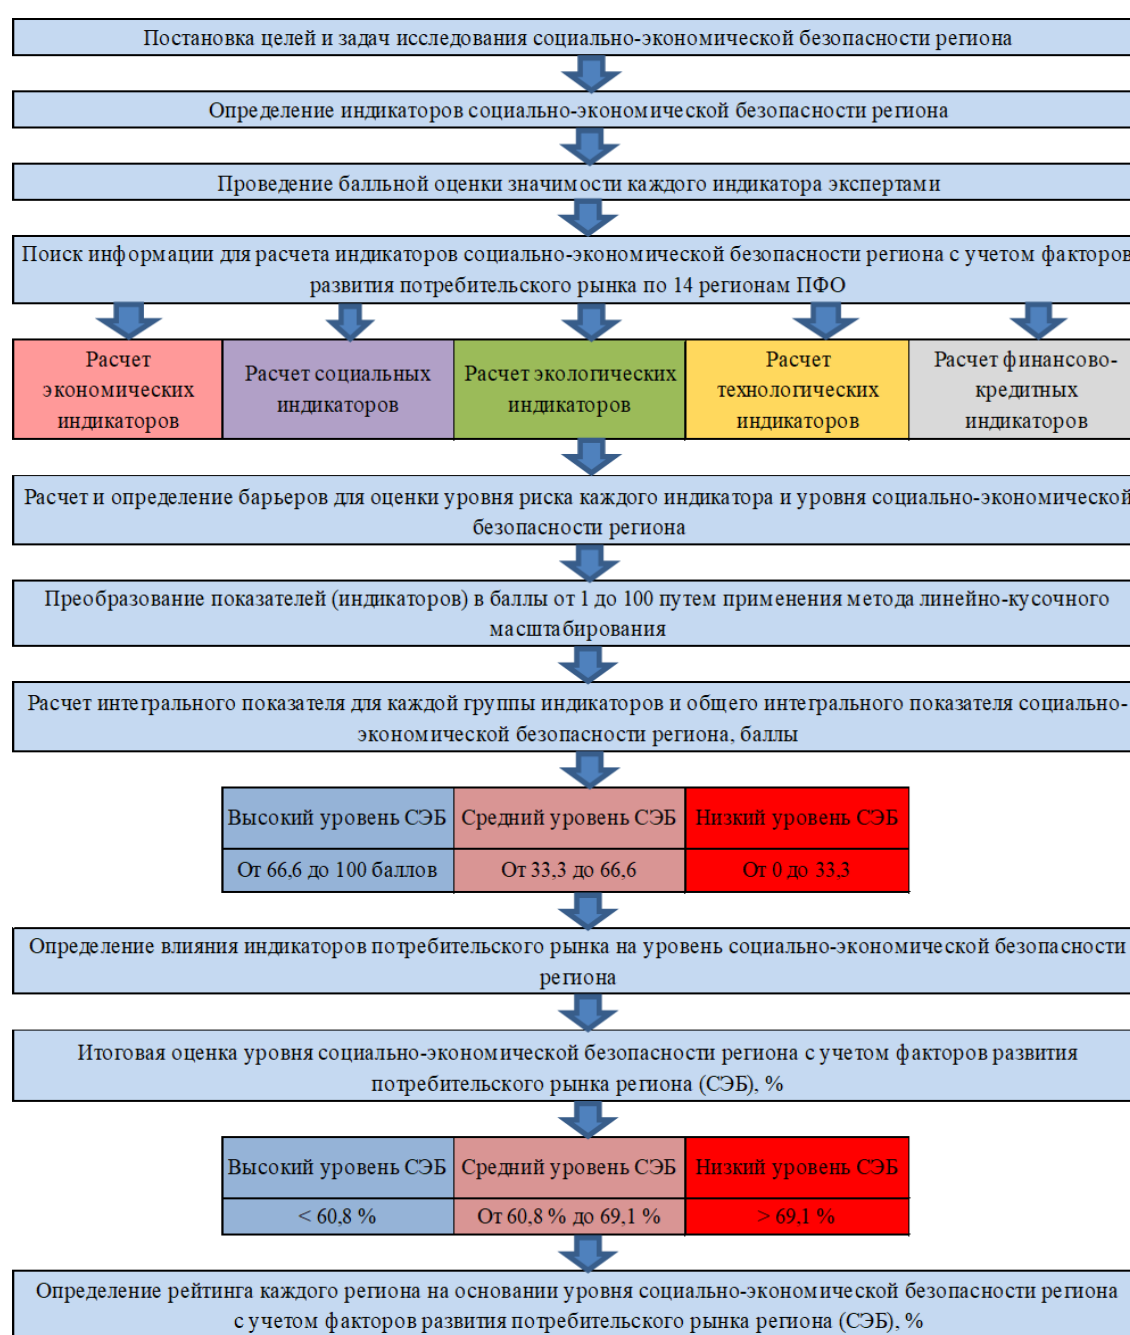 Постановка целей и задач исследования социально-экономической безопасности региона
Определение индикаторов социально-экономической безопасности региона
Проведение балльной оценки значимости каждого индикатора экспертами
Поиск информации для расчета индикаторов социально-экономической безопасности региона с учетом факторов
развития потребительского рынка по 14 регионам ПФО
Расчет
экономических
индикаторов
Расчет социальных
индикаторов
Расчет экологических
индикаторов
Расчет
технологических
индикаторов
Расчет финансово-
кредитных
индикаторов
Расчет и определение барьеров для оценки уровня риска каждого индикатора и уровня социально-экономической
безопасности региона
Преобразование показателей (индикаторов) в баллы от 1 до 100 путем применения метода линейно-кусочного
масштабирования
Расчет интегрального показателя для каждой группы индикаторов и общего интегрального показателя социально-
экономической безопасности региона, баллы
Высокий уровень СЭБ
Средний уровень СЭБ
Низкий уровень СЭБ
От 66,6 до 100 баллов
От 33,3 до 66,6
От 0 до 33,3
Определение влияния индикаторов потребительского рынка на уровень социально-экономической безопасности
региона
Итоговая оценка уровня социально-экономической безопасности региона с учетом факторов развития
потребительского рынка региона (СЭБ), %
Высокий уровень СЭБ
Средний уровень СЭБ
Низкий уровень СЭБ
< 60,8 %
От 60,8 % до 69,1 %
> 69,1 %
Определение рейтинга каждого региона на основании уровня социально-экономической безопасности региона
с учетом факторов развития потребительского рынка региона (СЭБ), %